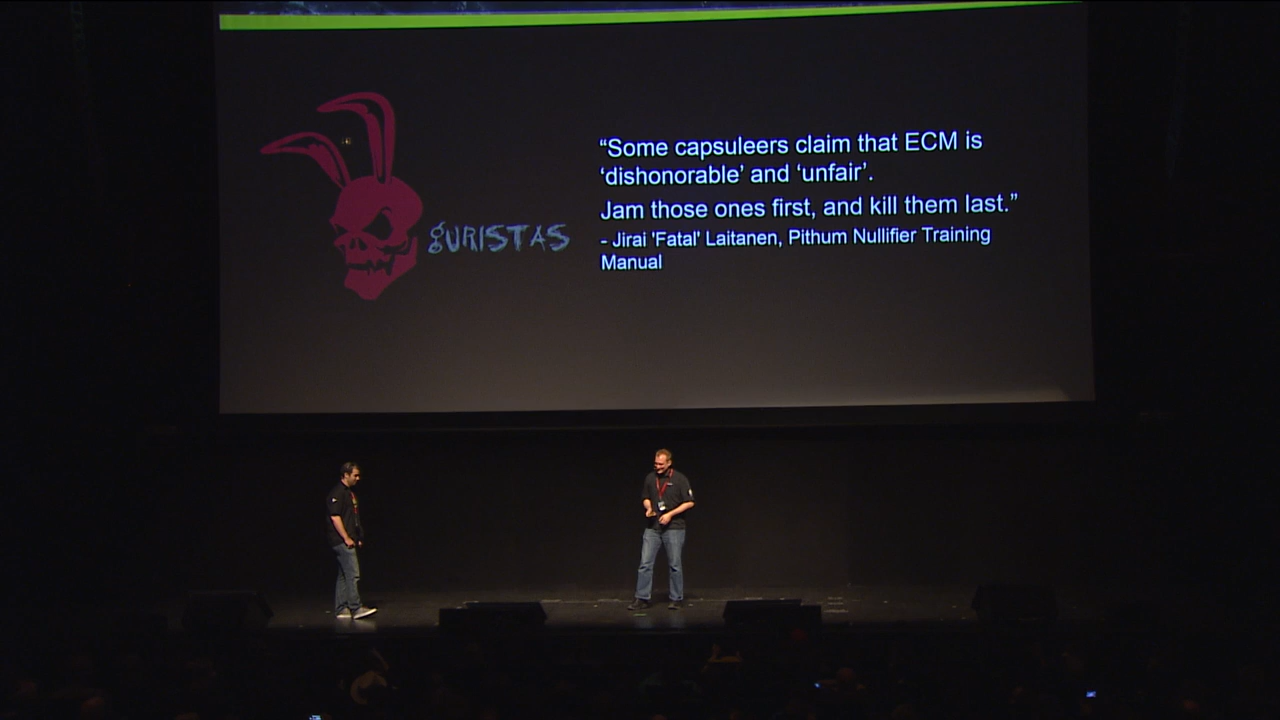 gURISTAS
“Some capsuleers claim that ECM is
‘dishonorable’ and ‘unfair’.
Jam those ones first, and kill them last.”
- Jirai 'Fatal' Laitanen, Pithum Nullifier Training
Manual